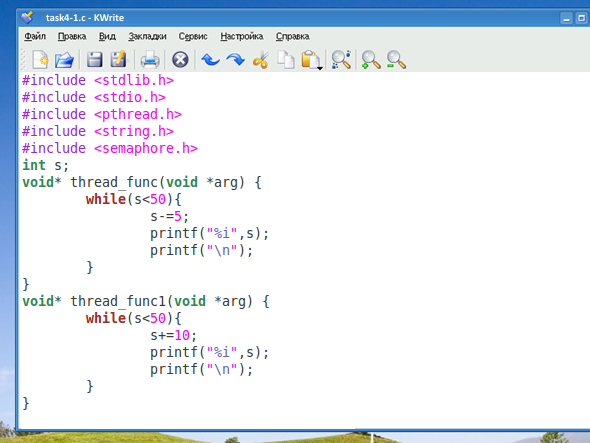 task4-1.c - KWrite
Файл Правка Вид Закладки Сервис Настройка Справка
#include <stdlib.h>
#include <stdio.h>
#include <pthread.h>
#include <string.h>
#include <semaphore.h>
int s;
void* thread_func(void *arg) {
        while(s<50){
                s-=5;
                printf("%i",s);
                printf("\n");
        }
}
void* thread_func1(void *arg) {
        while(s<50){
                s+=10;
                printf("%i",s);
                printf("\n");
        }
}